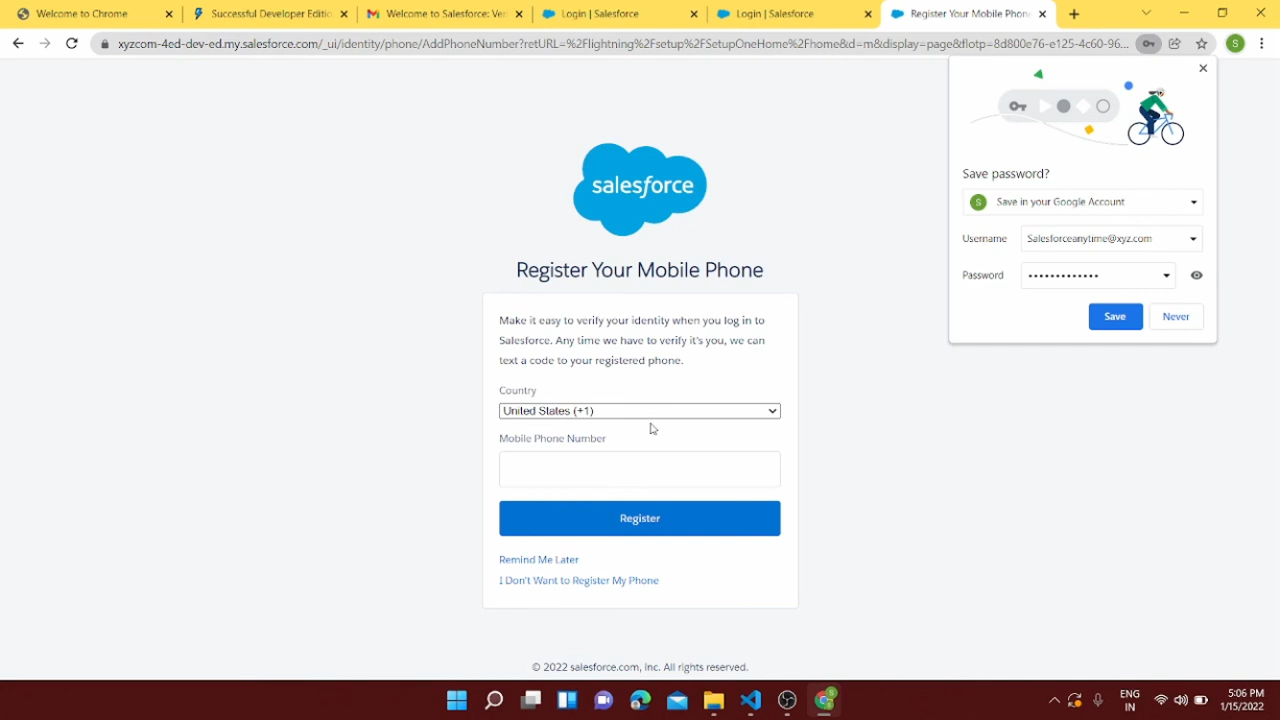 Welcome to Chrome
Successful Developer Editio
Welcome to Salesforce: Ver
Login | Salesforce
Login | Salesforce
Register Your Mobile Phon
xyzcom-4ed-dev-ed.my.salesforce.com/_ui/identity/phone/AddPhoneNumber?retURL=%2Flightning%2Fsetup%2FSetupOneHome%2Fhome&d=m&display=page&flotp=8d800e76-e125-4c60-96...
S
Save password?
S Save in your Google Account
Username Salesforceanytime@xyz.com
Password •••••••••••••
Save Never
salesforce
Register Your Mobile Phone
Make it easy to verify your identity when you log in to
Salesforce. Any time we have to verify it's you, we can
text a code to your registered phone.
Country
United States (+1)
Mobile Phone Number
Register
Remind Me Later
I Don't Want to Register My Phone
© 2022 salesforce.com, inc. All rights reserved.
S
ENG
IN
5:06 PM
1/15/2022